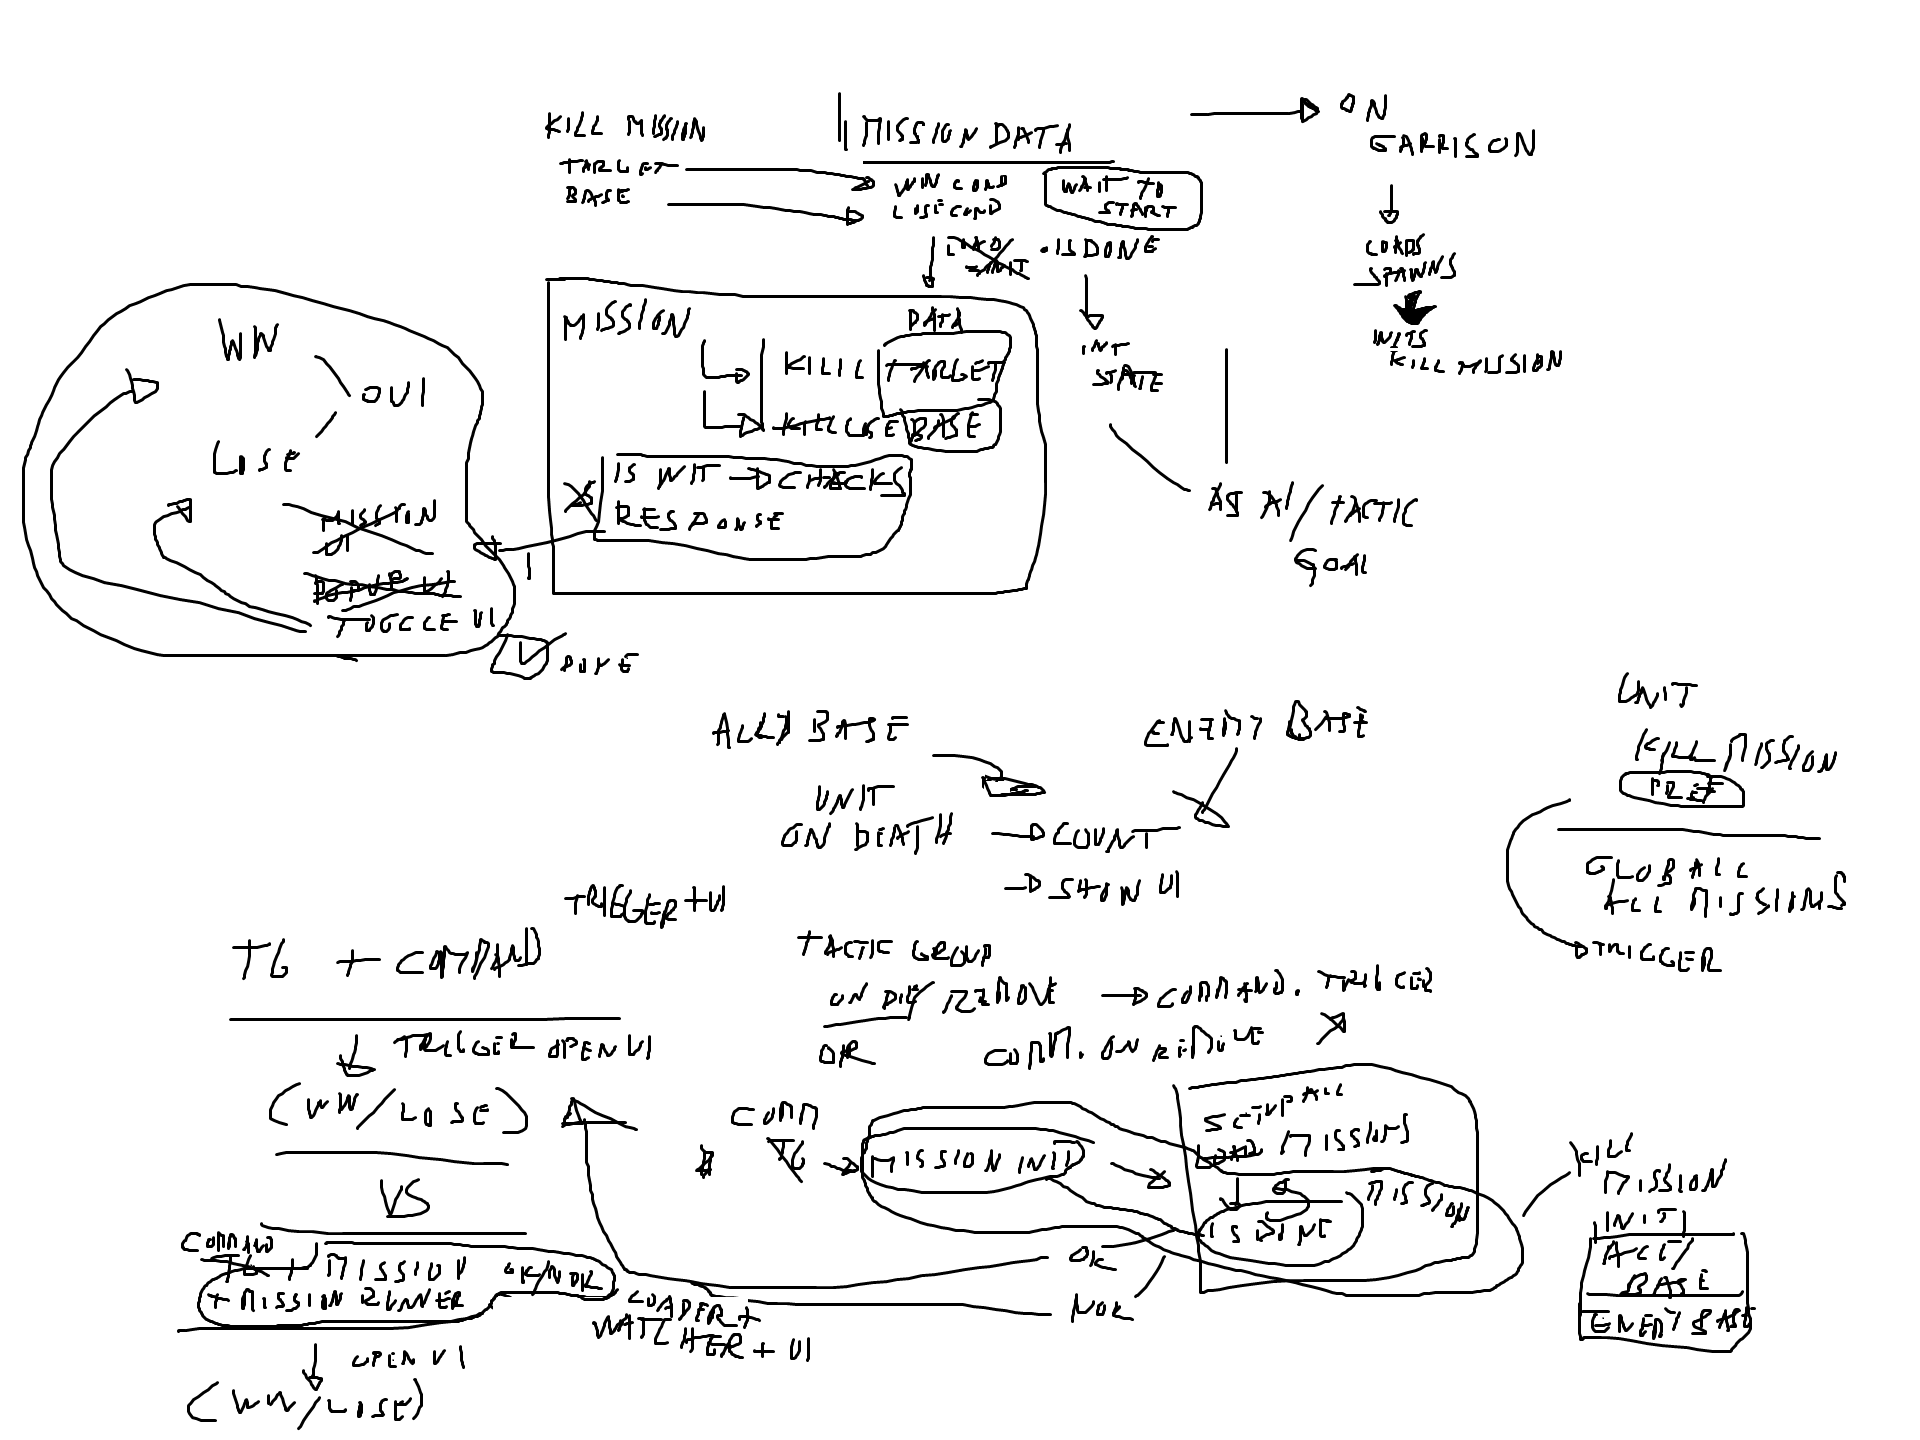 KILL MISSION
TARGET
BASE
MISSION DATA
WIN COND
LOSE COND
WAIT TO
START
LOAD
INIT
.IS DONE
ON
GARRISON
LOADS
SPAWNS
INITS
KILL MISSION
INT
STATE
AS AI/TACTIC
GOAL
MISSION
DATA
KILL TARGET
KILL LOSE BASE
IS INIT → CHACKS
RESPONSE
WIN
OUI
LOSE
MISSION
UI
POPUP UI
TOGGLE UI
DONE
ALLY BASE
ENEMY BASE
UNIT
ON DEATH → COUNT
→ SHOW UI
UNIT
KILL MISSION
PREF
GLOBAL
ALL MISSIONS
TRIGGER
TRIGGER + UI
TG + COMMAND
TRIGGER OPEN UI
(WIN/LOSE)
VS
COMMAND
TG + MISSION OK/NOK
+ MISSION RUNNER
OPEN UI
(WIN/LOSE)
LOADER +
WATCHER + UI
TACTIC GROUP
ON DIE/REMOVE → COMMAND. TRIGGER
OR
COMM. ON REMOVE
COMM
TG → MISSION INIT
SETUP ALL
LOAD MISSIONS
MISSION
IS DONE
OK
NOK
KILL
MISSION
INIT
ALLY
BASE
ENEMY BASE